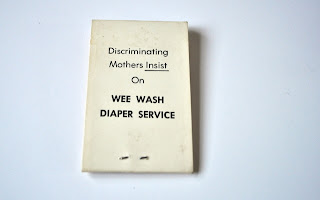 Discriminating
Mothers Insist
On
WEE WASH
DIAPER SERVICE